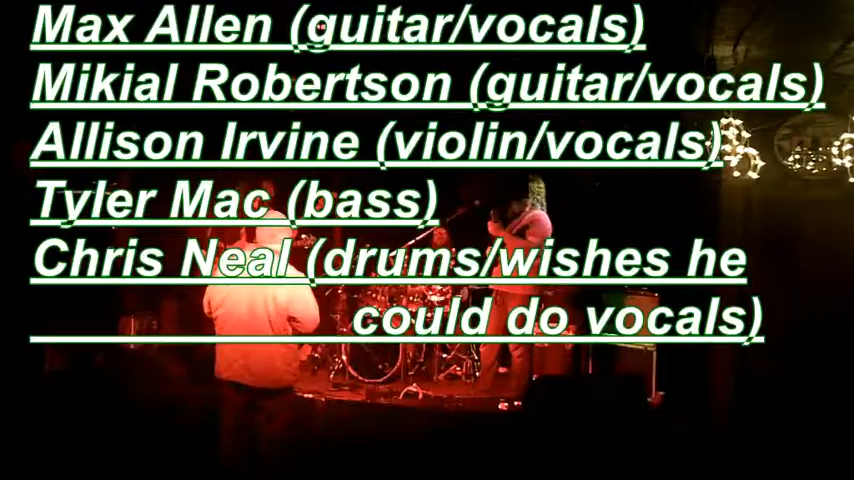 Max Allen (guitar/vocals)
Mikial Robertson (guitar/vocals)
Allison Irvine (violin/vocals)
Tyler Mac (bass)
Chris Neal (drums/wishes he
could do vocals)